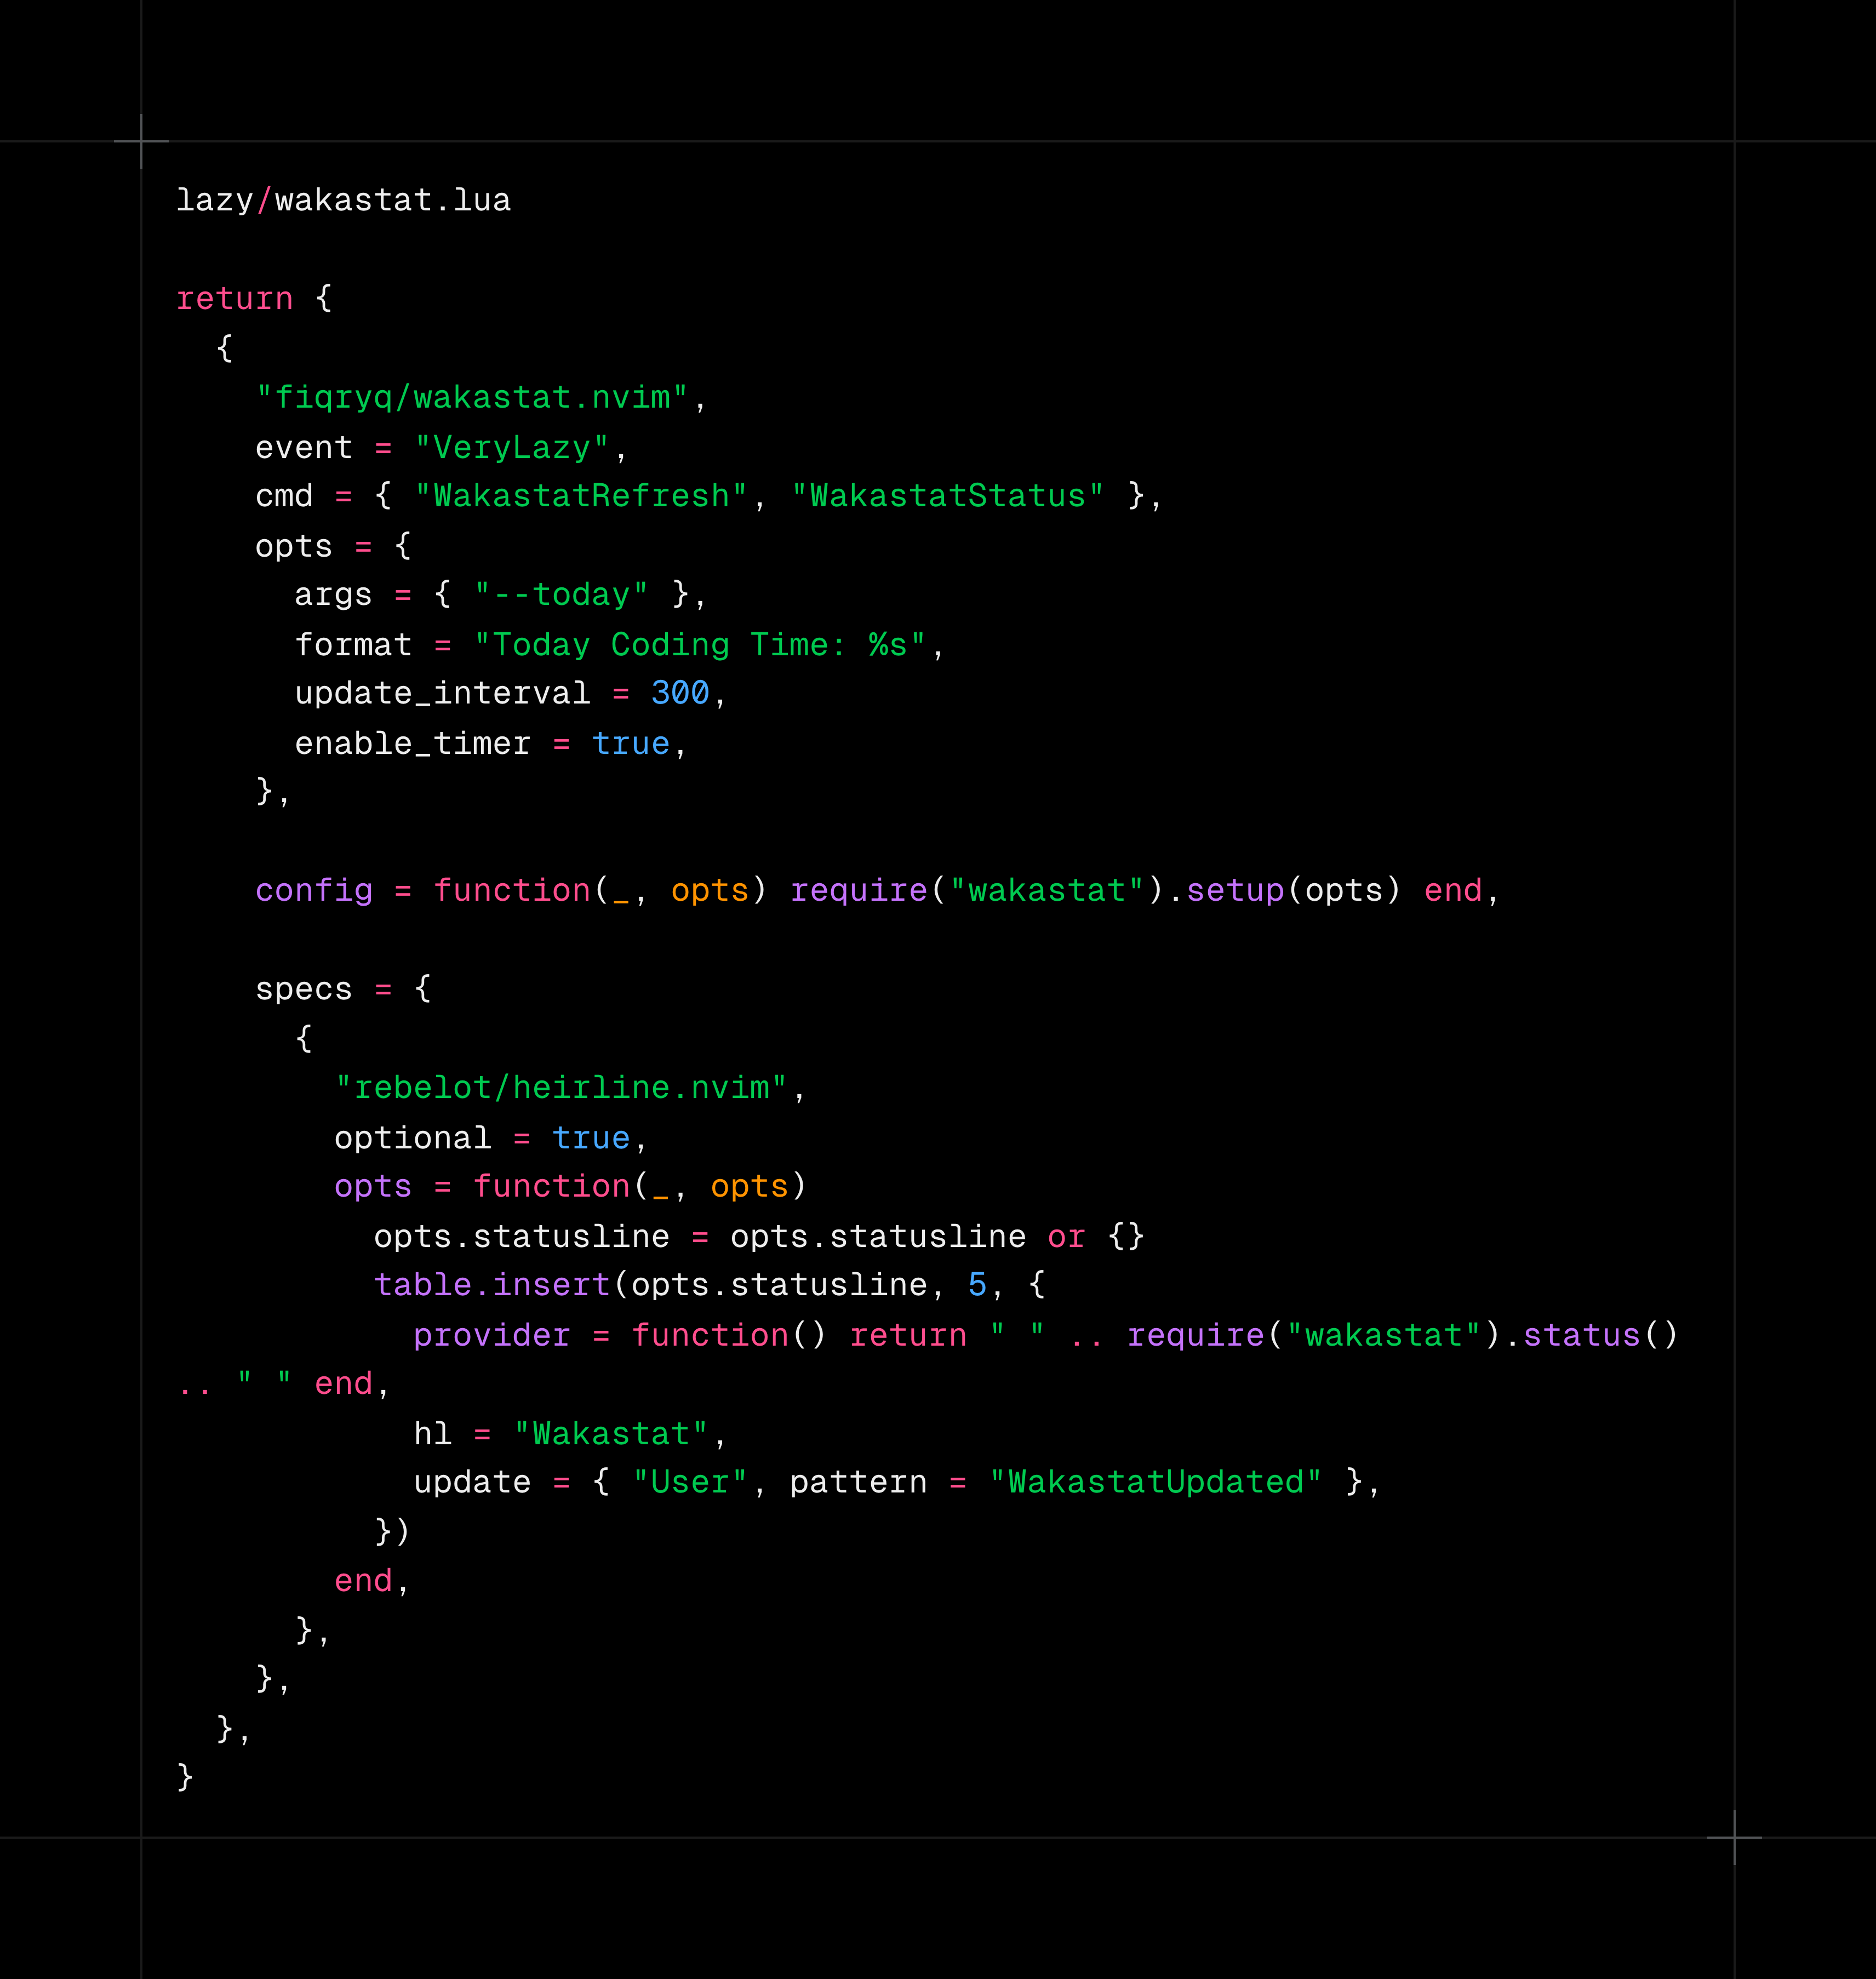 lazy/wakastat.lua

return {
  {
    "fiqryq/wakastat.nvim",
    event = "VeryLazy",
    cmd = { "WakastatRefresh", "WakastatStatus" },
    opts = {
      args = { "--today" },
      format = "Today Coding Time: %s",
      update_interval = 300,
      enable_timer = true,
    },

    config = function(_, opts) require("wakastat").setup(opts) end,

    specs = {
      {
        "rebelot/heirline.nvim",
        optional = true,
        opts = function(_, opts)
          opts.statusline = opts.statusline or {}
          table.insert(opts.statusline, 5, {
            provider = function() return " " .. require("wakastat").status()
.. " " end,
            hl = "Wakastat",
            update = { "User", pattern = "WakastatUpdated" },
          })
        end,
      },
    },
  },
}